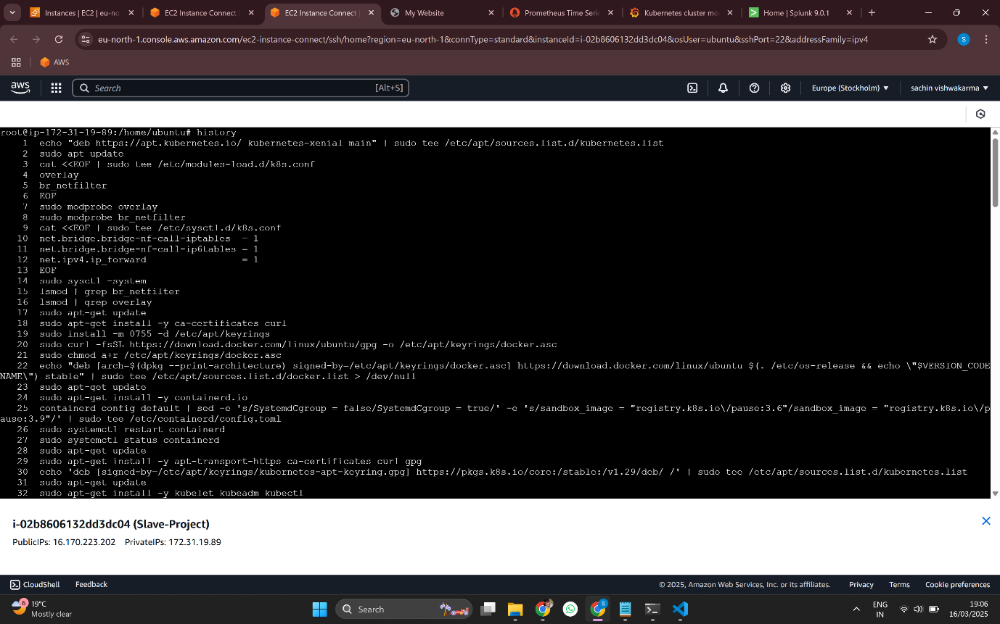 Instances | EC2 | eu-no
EC2 Instance Connect
EC2 Instance Connect
My Website
Prometheus Time Serie
Kubernetes cluster mo
Home | Splunk 9.0.1
eu-north-1.console.aws.amazon.com/ec2-instance-connect/ssh/home?region=eu-north-1&connType=standard&instanceId=i-02b8606132dd3dc04&osUser=ubuntu&sshPort=22&addressFamily=ipv4
S
AWS
aws
Search
[Alt+S]
Europe (Stockholm)
sachin vishwakarma
root@ip-172-31-19-89:/home/ubuntu# history
1 echo "deb https://apt.kubernetes.io/ kubernetes-xenial main" | sudo tee /etc/apt/sources.list.d/kubernetes.list
2 sudo apt update
3 cat <<EOF | sudo tee /etc/modules-load.d/k8s.conf
4 overlay
5 br_netfilter
6 EOF
7 sudo modprobe overlay
8 sudo modprobe br_netfilter
9 cat <<EOF | sudo tee /etc/sysctl.d/k8s.conf
10 net.bridge.bridge-nf-call-iptables = 1
11 net.bridge.bridge-nf-call-ip6tables = 1
12 net.ipv4.ip_forward = 1
13 EOF
14 sudo sysctl -system
15 lsmod | grep br_netfilter
16 lsmod | grep overlay
17 sudo apt-get update
18 sudo apt-get install -y ca-certificates curl
19 sudo install -m 0755 -d /etc/apt/keyrings
20 sudo curl -fsSL https://download.docker.com/linux/ubuntu/gpg -o /etc/apt/keyrings/docker.asc
21 sudo chmod a+r /etc/apt/keyrings/docker.asc
22 echo "deb [arch=$(dpkg --print-architecture) signed-by=/etc/apt/keyrings/docker.asc] https://download.docker.com/linux/ubuntu $(. /etc/os-release && echo \"$VERSION_CODE
NAME\") stable" | sudo tee /etc/apt/sources.list.d/docker.list > /dev/null
23 sudo apt-get update
24 sudo apt-get install -y containerd.io
25 containerd config default | sed -e 's/SystemdCgroup = false/SystemdCgroup = true/' -e 's/sandbox_image = "registry.k8s.io\/pause:3.6"/sandbox_image = "registry.k8s.io\/p
ause:3.9"/' | sudo tee /etc/containerd/config.toml
26 sudo systemctl restart containerd
27 sudo systemctl status containerd
28 sudo apt-get update
29 sudo apt-get install -y apt-transport-https ca-certificates curl gpg
30 echo 'deb [signed-by=/etc/apt/keyrings/kubernetes-apt-keyring.gpg] https://pkgs.k8s.io/core:/stable:/v1.29/deb/ /' | sudo tee /etc/apt/sources.list.d/kubernetes.list
31 sudo apt-get update
32 sudo apt-get install -y kubelet kubeadm kubectl
i-02b8606132dd3dc04 (Slave-Project)
PublicIPs: 16.170.223.202 PrivateIPs: 172.31.19.89
CloudShell
Feedback
© 2025, Amazon Web Services, Inc. or its affiliates.
Privacy
Terms
Cookie preferences
6
19°C
Mostly clear
Search
S
ENG
IN
19:06
16/03/2025